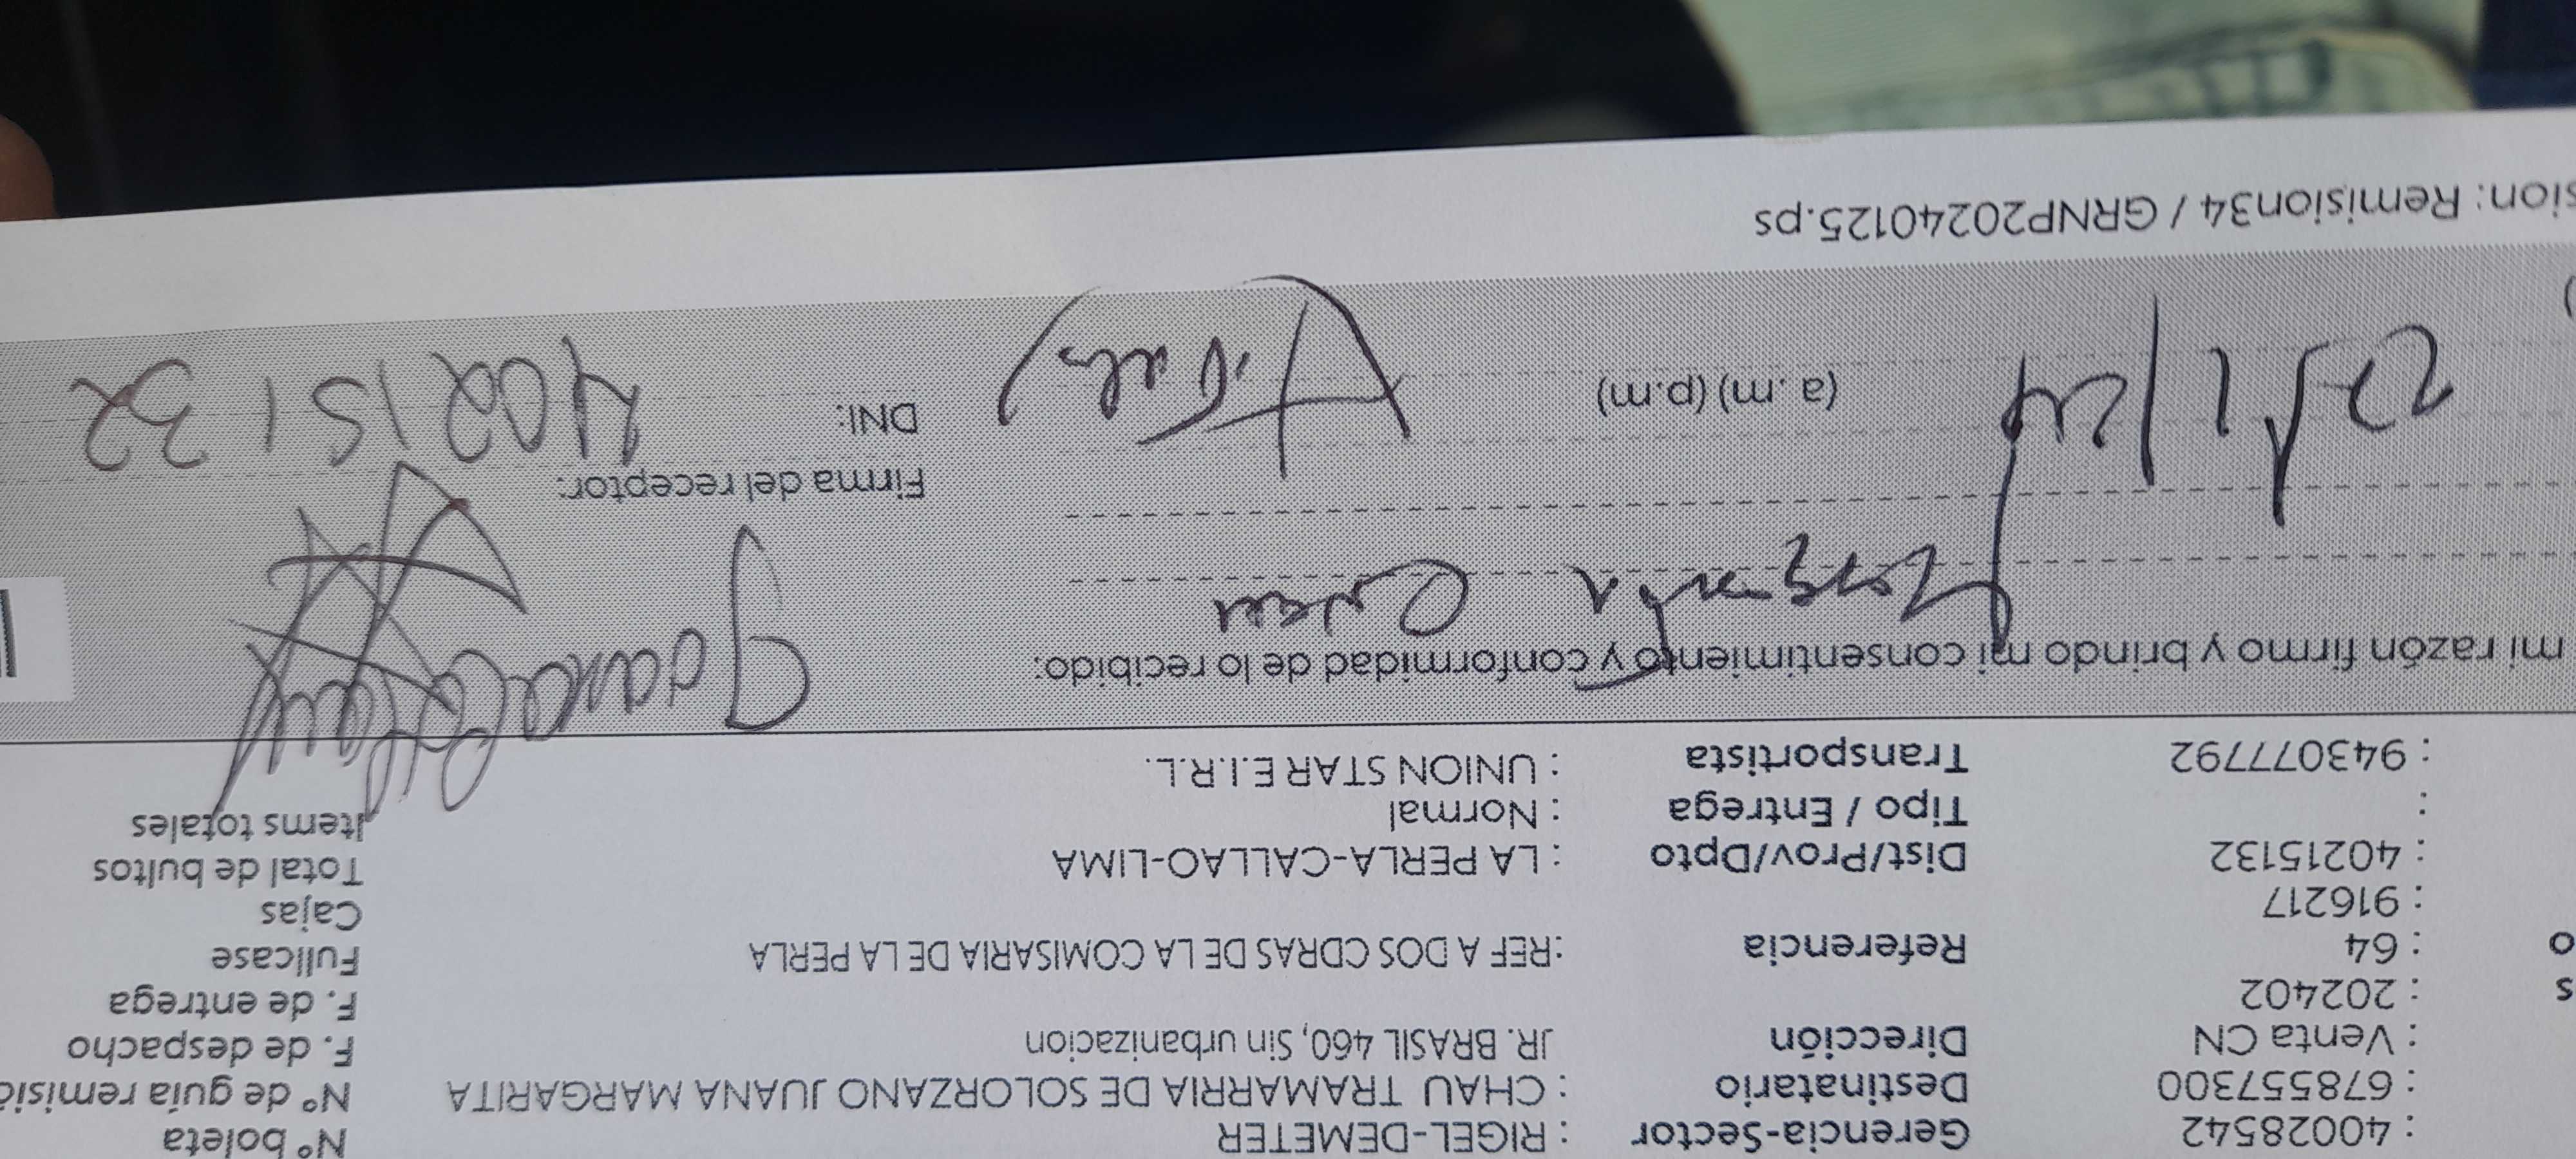 : 40028542 Gerencia-Sector : RIGEL-DEMETER N° boleta
: 678557300 Destinatario : CHAU TRAMARRIA DE SOLORZANO JUANA MARGARITA N° de guía remisió
: Venta CN Dirección JR. BRASIL 460, Sin urbanizacion F. de despacho
s : 202402 F. de entrega
o : 64 Referencia :REF A DOS CDRAS DE LA COMISARIA DE LA PERLA Fullcase
: 916217 Cajas
: 40215132 Dist/Prov/Dpto : LA PERLA-CALLAO-LIMA Total de bultos
: Tipo / Entrega : Normal Items totales
: 943077792 Transportista : UNION STAR E.I.R.L.
mi razón firmo y brindo mi consentimiento y conformidad de lo recibido:
Juana
Firma del receptor:
(a.m) (p.m) DNI: 40215132
sion: Remision34 / GRNP20240125.ps